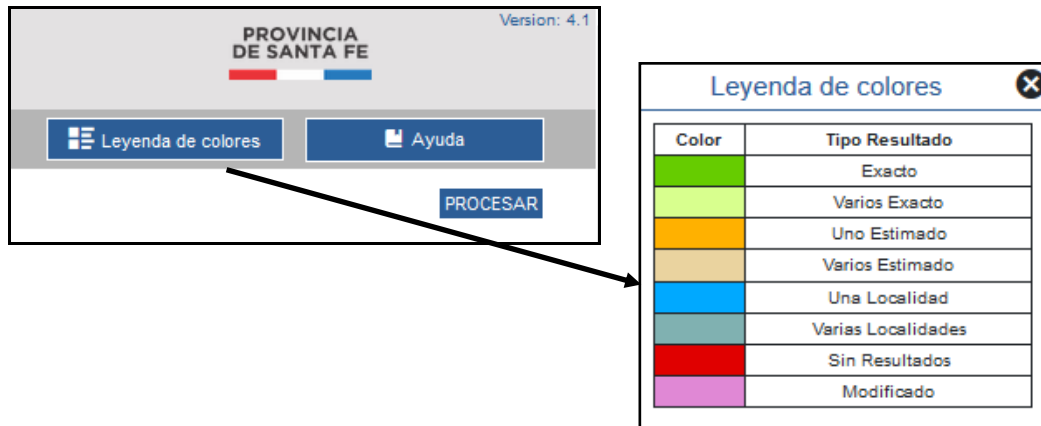 Version: 4.1
PROVINCIA
DE SANTA FE
Leyenda de colores
Ayuda
PROCESAR
Leyenda de colores
Color Tipo Resultado
Exacto
Varios Exacto
Uno Estimado
Varios Estimado
Una Localidad
Varias Localidades
Sin Resultados
Modificado